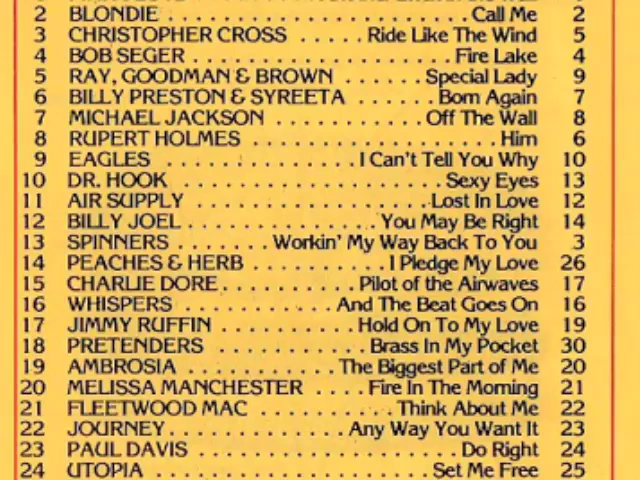 2 BLONDIE . . . . . . . . . . . . . . . . . . . . . . Call Me 2
3 CHRISTOPHER CROSS . . . . . Ride Like The Wind 5
4 BOB SEGER . . . . . . . . . . . . . . . . . . . . Fire Lake 4
5 RAY, GOODMAN & BROWN . . . . . . Special Lady 9
6 BILLY PRESTON & SYREETA . . . . . . Born Again 7
7 MICHAEL JACKSON . . . . . . . . . . . . Off The Wall 8
8 RUPERT HOLMES . . . . . . . . . . . . . . . . . . . . Him 6
9 EAGLES . . . . . . . . . . . . . . . I Can't Tell You Why 10
10 DR. HOOK . . . . . . . . . . . . . . . . . . . . Sexy Eyes 13
11 AIR SUPPLY . . . . . . . . . . . . . . . . . Lost In Love 12
12 BILLY JOEL . . . . . . . . . . . . . . You May Be Right 14
13 SPINNERS . . . . . . . Workin' My Way Back To You 3
14 PEACHES & HERB . . . . . . . . . . I Pledge My Love 26
15 CHARLIE DORE . . . . . . . . . . Pilot of the Airwaves 17
16 WHISPERS . . . . . . . . . . . And The Beat Goes On 16
17 JIMMY RUFFIN . . . . . . . . . . Hold On To My Love 19
18 PRETENDERS . . . . . . . . . . . Brass In My Pocket 30
19 AMBROSIA . . . . . . . . . . . The Biggest Part of Me 20
20 MELISSA MANCHESTER . . . . Fire In The Morning 21
21 FLEETWOOD MAC . . . . . . . . . . Think About Me 22
22 JOURNEY . . . . . . . . . . . . . Any Way You Want It 23
23 PAUL DAVIS . . . . . . . . . . . . . . . . . . . Do Right 24
24 UTOPIA . . . . . . . . . . . . . . . . . . . . . Set Me Free 25